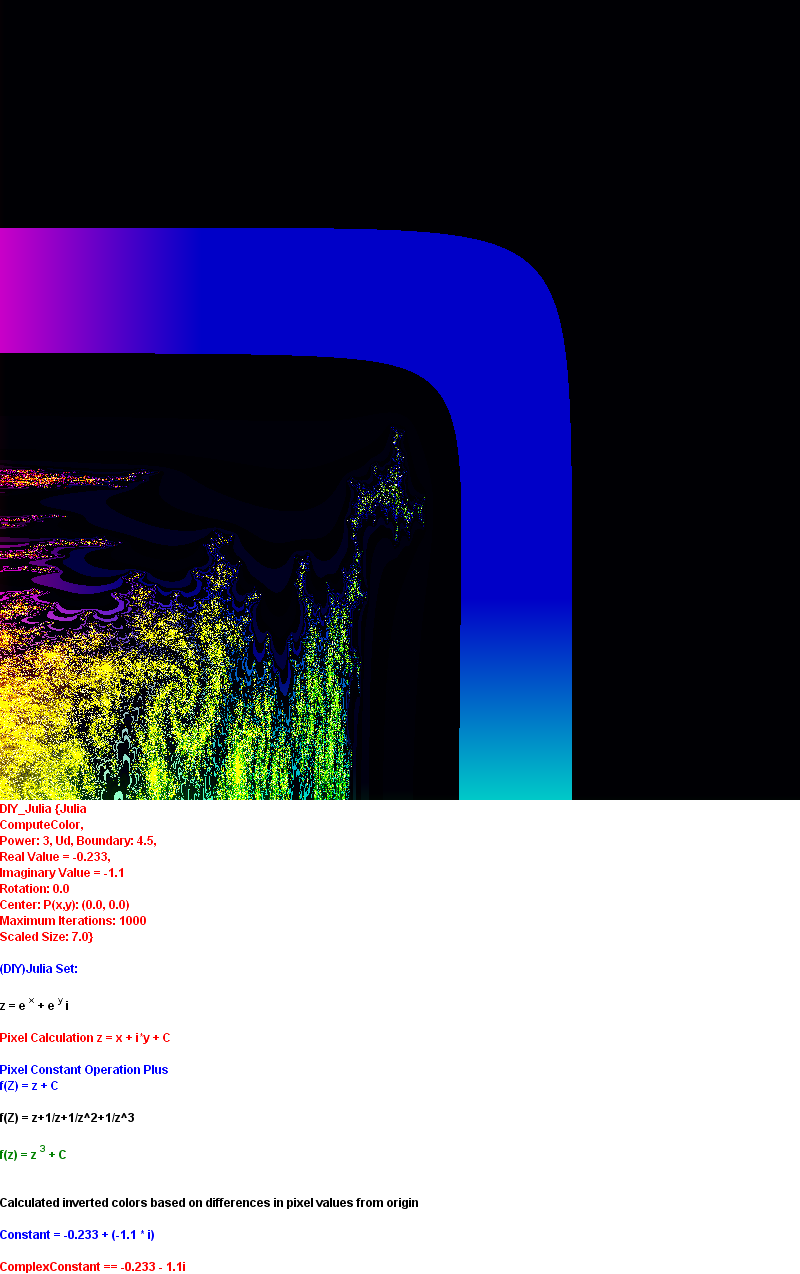 DIY_Julia {Julia
ComputeColor,
Power: 3, Ud, Boundary: 4.5,
Real Value = -0.233,
Imaginary Value = -1.1
Rotation: 0.0
Center: P(x,y): (0.0, 0.0)
Maximum Iterations: 1000
Scaled Size: 7.0}
(DIY)Julia Set:
z = e x + e y i
Pixel Calculation z = x + i*y + C
Pixel Constant Operation Plus
f(Z) = z + C
f(Z) = z+1/z+1/z^2+1/z^3
f(z) = z 3 + C
Calculated inverted colors based on differences in pixel values from origin
Constant = -0.233 + (-1.1 * i)
ComplexConstant == -0.233 - 1.1i